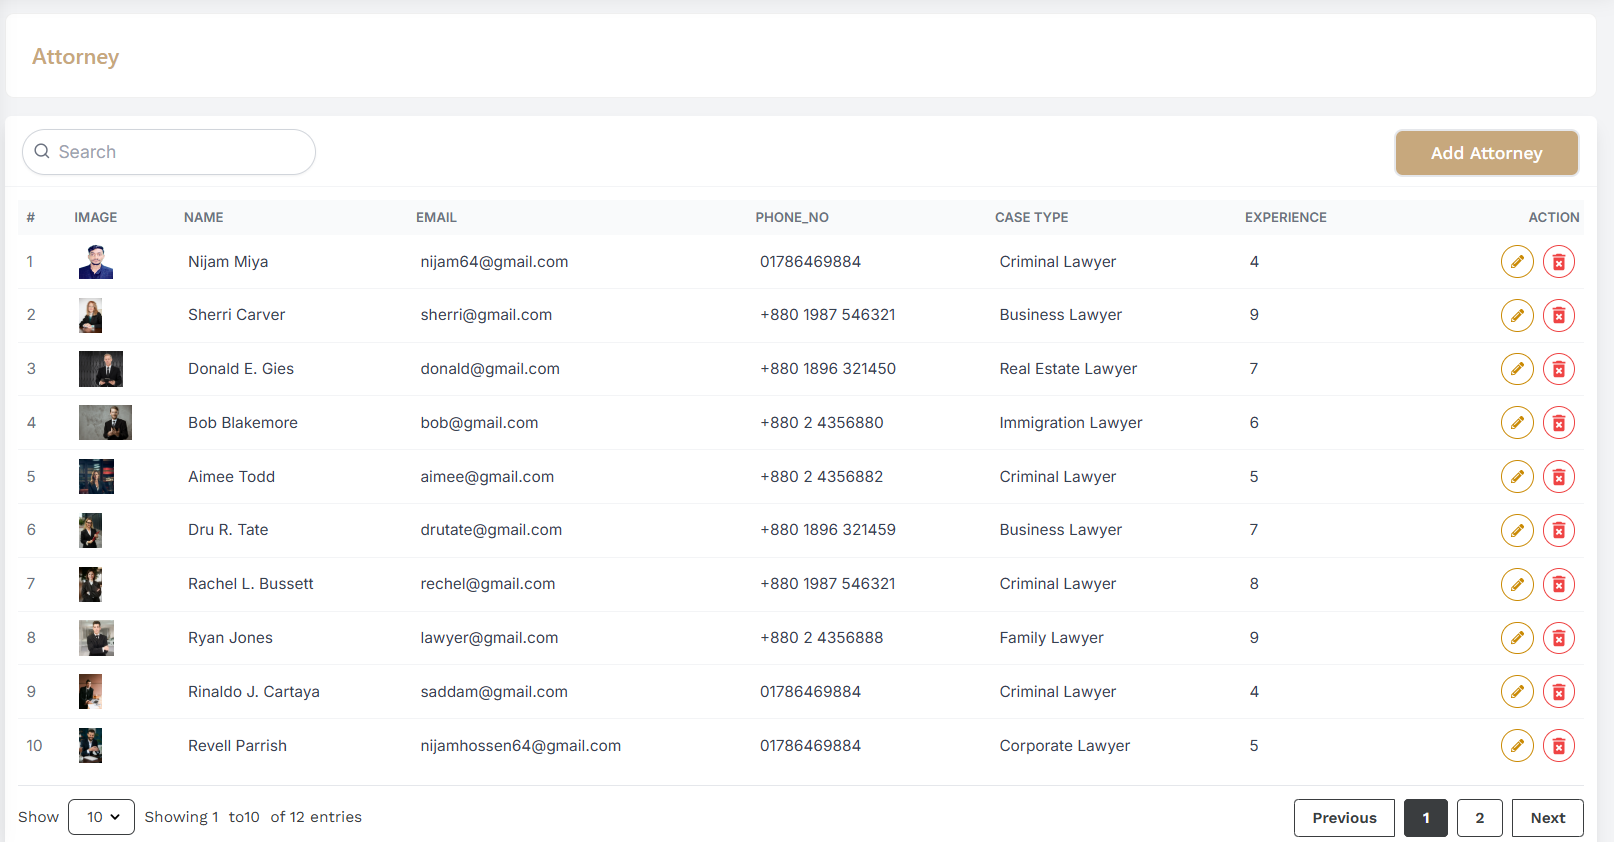 Attorney
Search
Add Attorney
# IMAGE NAME EMAIL PHONE_NO CASE TYPE EXPERIENCE ACTION
1 Nijam Miya nijam64@gmail.com 01786469884 Criminal Lawyer 4
2 Sherri Carver sherri@gmail.com +880 1987 546321 Business Lawyer 9
3 Donald E. Gies donald@gmail.com +880 1896 321450 Real Estate Lawyer 7
4 Bob Blakemore bob@gmail.com +880 2 4356880 Immigration Lawyer 6
5 Aimee Todd aimee@gmail.com +880 2 4356882 Criminal Lawyer 5
6 Dru R. Tate drutate@gmail.com +880 1896 321459 Business Lawyer 7
7 Rachel L. Bussett rechel@gmail.com +880 1987 546321 Criminal Lawyer 8
8 Ryan Jones lawyer@gmail.com +880 2 4356888 Family Lawyer 9
9 Rinaldo J. Cartaya saddam@gmail.com 01786469884 Criminal Lawyer 4
10 Revell Parrish nijamhossen64@gmail.com 01786469884 Corporate Lawyer 5
Show 10 Showing 1 to10 of 12 entries Previous 1 2 Next